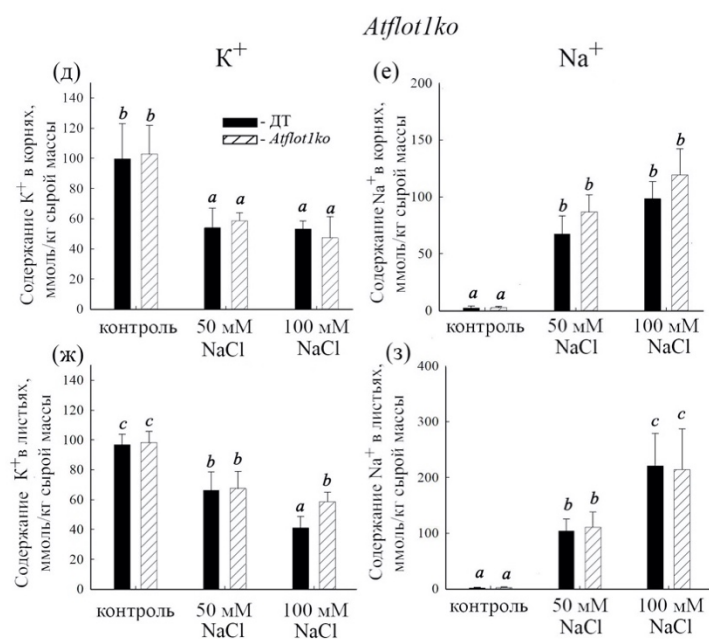 Atflot1ko
K+
Na+
(д)
Содержание K+ в корнях,
ммоль/кг сырой массы
140
120
100
80
60
40
20
0
b b
a a
a a
- ДТ
- Atflot1ko
контроль
50 мМ
NaCl
100 мМ
NaCl
(е)
Содержание Na+ в корнях,
ммоль/кг сырой массы
200
150
100
50
0
a a
b b
b b
контроль
50 мМ
NaCl
100 мМ
NaCl
(ж)
Содержание K+ в листьях,
ммоль/кг сырой массы
140
120
100
80
60
40
20
0
c c
b b
a b
контроль
50 мМ
NaCl
100 мМ
NaCl
(з)
Содержание Na+ в листьях,
ммоль/кг сырой массы
400
300
200
100
0
a a
b b
c c
контроль
50 мМ
NaCl
100 мМ
NaCl